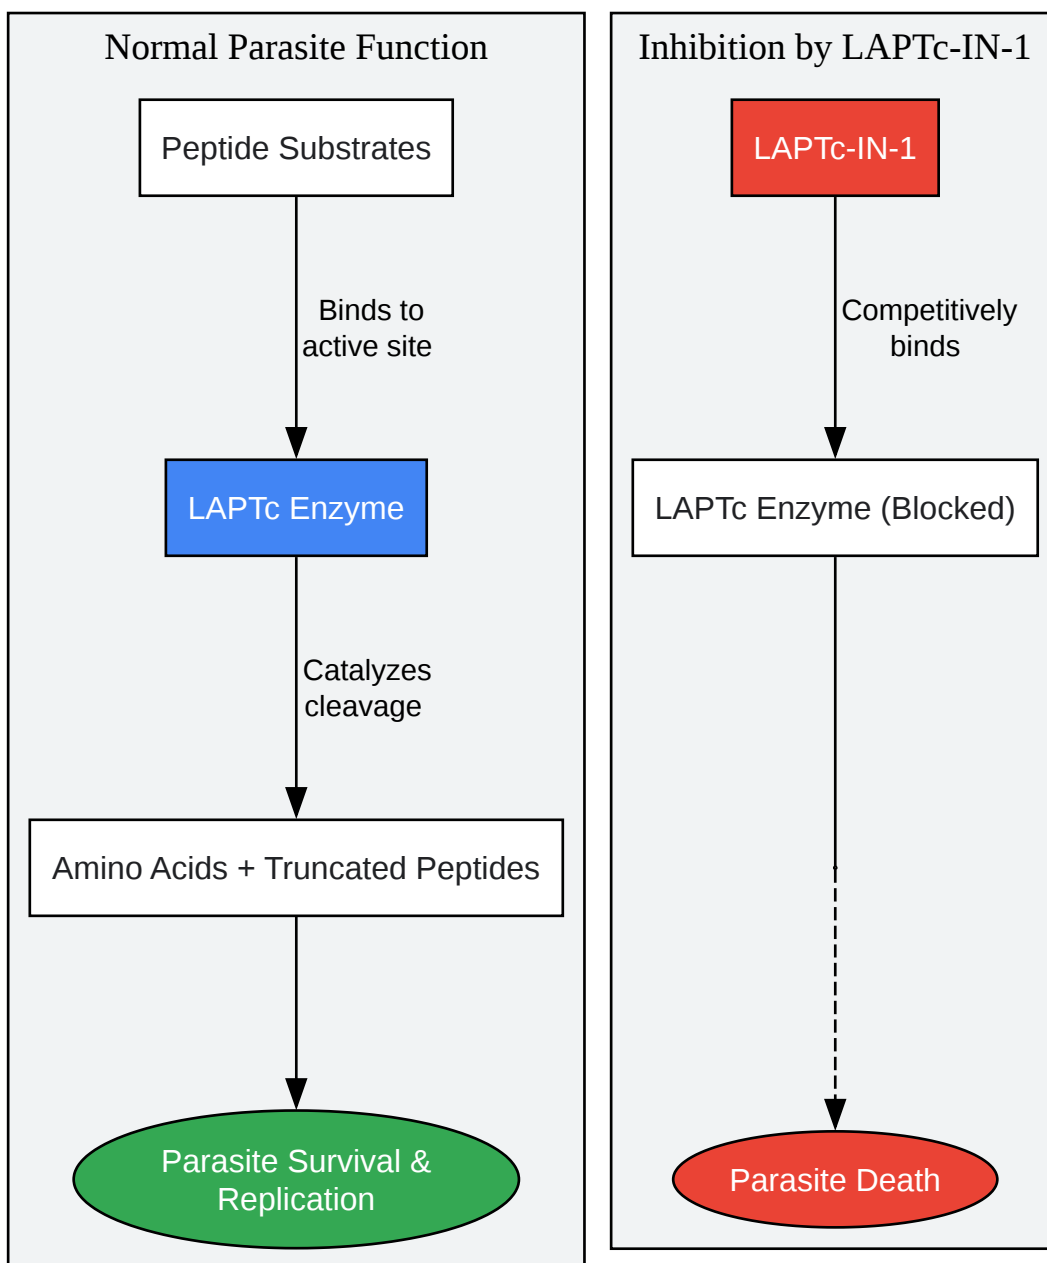 Normal Parasite Function
Peptide Substrates
Binds to
active site
LAPTc Enzyme
Catalyzes
cleavage
Amino Acids + Truncated Peptides
Parasite Survival &
Replication
Inhibition by LAPTc-IN-1
LAPTc-IN-1
Competitively
binds
LAPTc Enzyme (Blocked)
Parasite Death